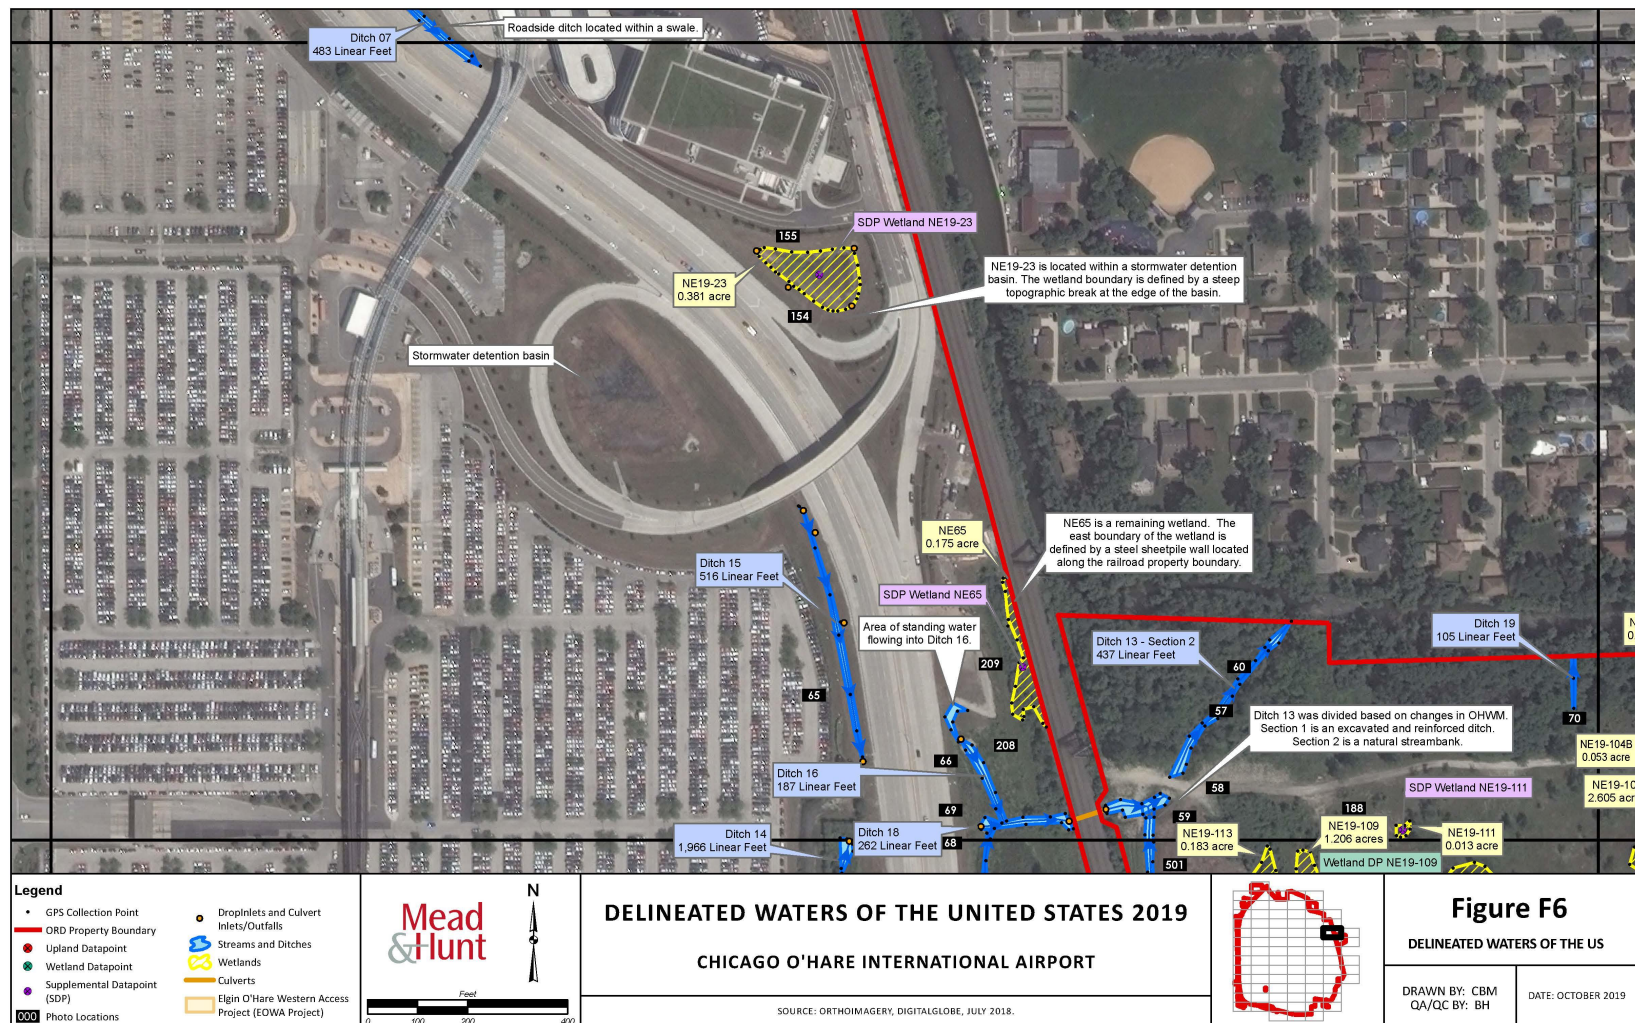 Ditch 07
483 Linear Feet
Roadside ditch located within a swale.
155
SDP Wetland NE19-23
NE19-23
0.381 acre
154
NE19-23 is located within a stormwater detention
basin. The wetland boundary is defined by a steep
topographic break at the edge of the basin.
Stormwater detention basin
NE65
0.175 acre
NE65 is a remaining wetland. The
east boundary of the wetland is
defined by a steel sheetpile wall located
along the railroad property boundary.
Ditch 15
516 Linear Feet
SDP Wetland NE65
Area of standing water
flowing into Ditch 16.
209
65
Ditch 13 - Section 2
437 Linear Feet
60
57
Ditch 19
105 Linear Feet
70
Ditch 13 was divided based on changes in OHWM.
Section 1 is an excavated and reinforced ditch.
Section 2 is a natural streambank.
208
66
Ditch 16
187 Linear Feet
58
NE19-104B
0.053 acre
SDP Wetland NE19-111
NE19-10
2.605 acr
69
59
188
Ditch 14
1,966 Linear Feet
Ditch 18
262 Linear Feet
68
NE19-113
0.183 acre
NE19-109
1.206 acres
NE19-111
0.013 acre
Wetland DP NE19-109
501
Legend
GPS Collection Point
ORD Property Boundary
Upland Datapoint
Wetland Datapoint
Supplemental Datapoint
(SDP)
000 Photo Locations
DropInlets and Culvert
Inlets/Outfalls
Streams and Ditches
Wetlands
Culverts
Elgin O'Hare Western Access
Project (EOWA Project)
Mead
&Hunt
N
Feet
0 100 200 400
DELINEATED WATERS OF THE UNITED STATES 2019
CHICAGO O'HARE INTERNATIONAL AIRPORT
SOURCE: ORTHOIMAGERY, DIGITALGLOBE, JULY 2018.
Figure F6
DELINEATED WATERS OF THE US
DRAWN BY: CBM
QA/QC BY: BH
DATE: OCTOBER 2019